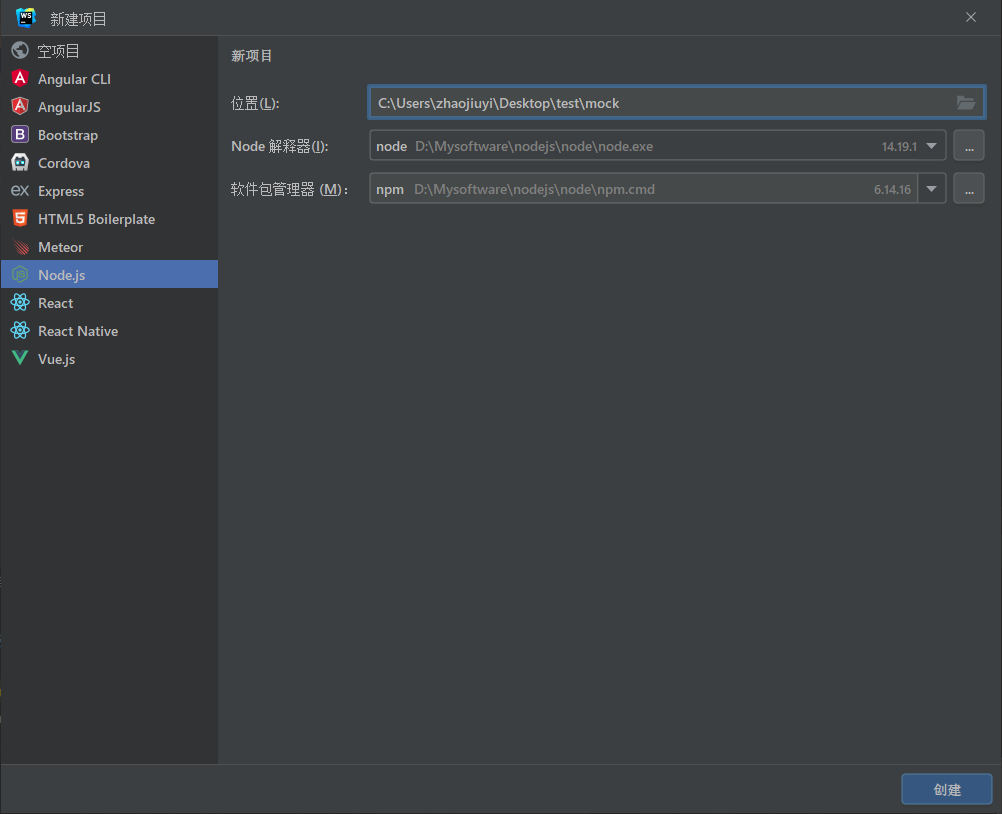 WS 新建项目
空项目
Angular CLI
AngularJS
Bootstrap
Cordova
Express
HTML5 Boilerplate
Meteor
Node.js
React
React Native
Vue.js
新项目
位置(L): C:\Users\zhaojiuyi\Desktop\test\mock
Node 解释器(I): node D:\Mysoftware\nodejs\node\node.exe 14.19.1 ...
软件包管理器 (M)： npm D:\Mysoftware\nodejs\node\npm.cmd 6.14.16 ...
创建